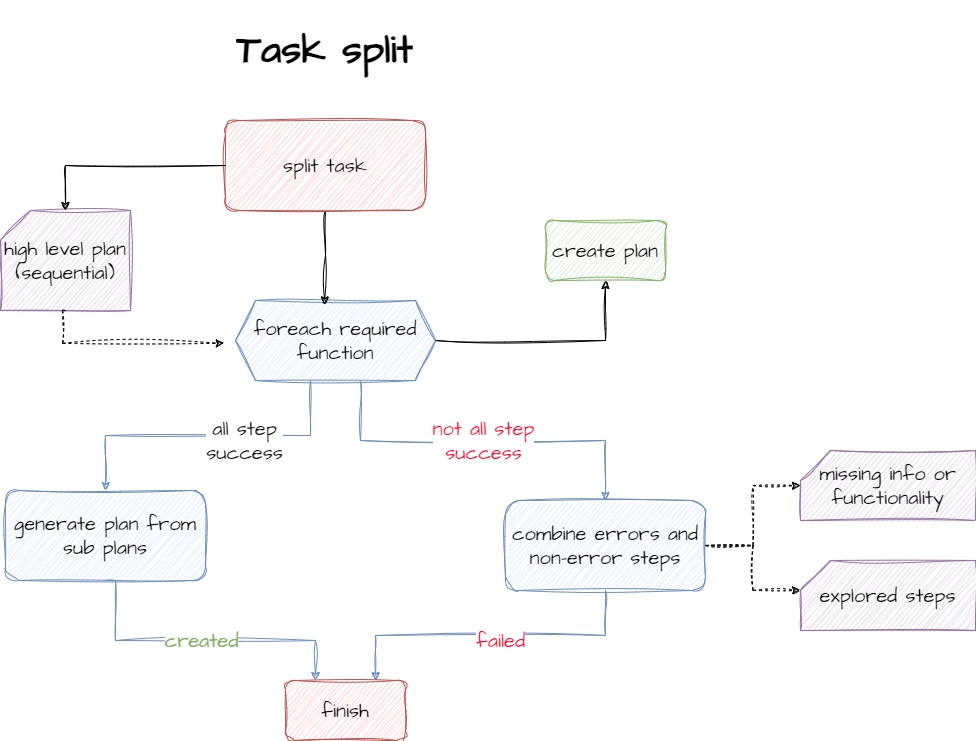 Task split
split task
high level plan
(sequential)
create plan
foreach required
function
all step
success
not all step
success
missing info or
functionality
generate plan from
sub plans
combine errors and
non-error steps
explored steps
created
failed
finish